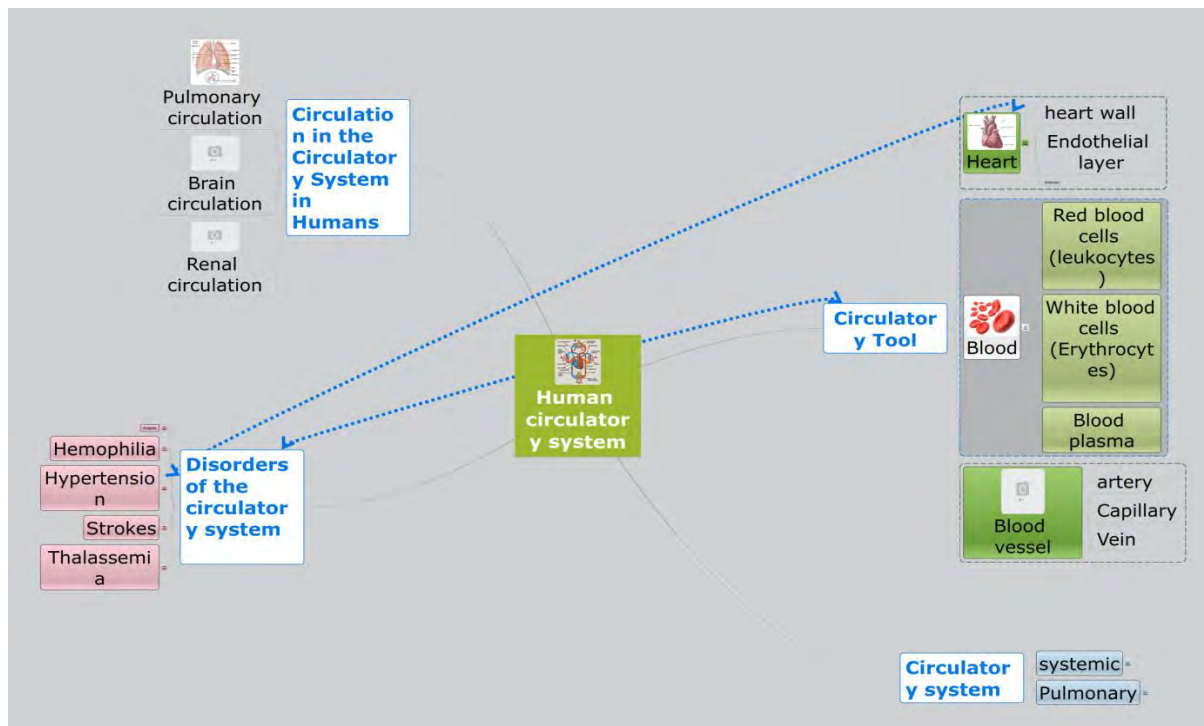 Pulmonary
circulation
Brain
circulation
Renal
circulation
Circulatio
n in the
Circulator
y System
in
Humans
Human
circulator
y system
Circulator
y Tool
Heart
heart wall
Endothelial
layer
Blood
Red blood
cells
(leukocytes
)
White blood
cells
(Erythrocyt
es)
Blood
plasma
Blood
vessel
artery
Capillary
Vein
Disorders
of the
circulator
y system
Hemophilia
Hypertensio
n
Strokes
Thalassemi
a
Circulator
y system
systemic
Pulmonary